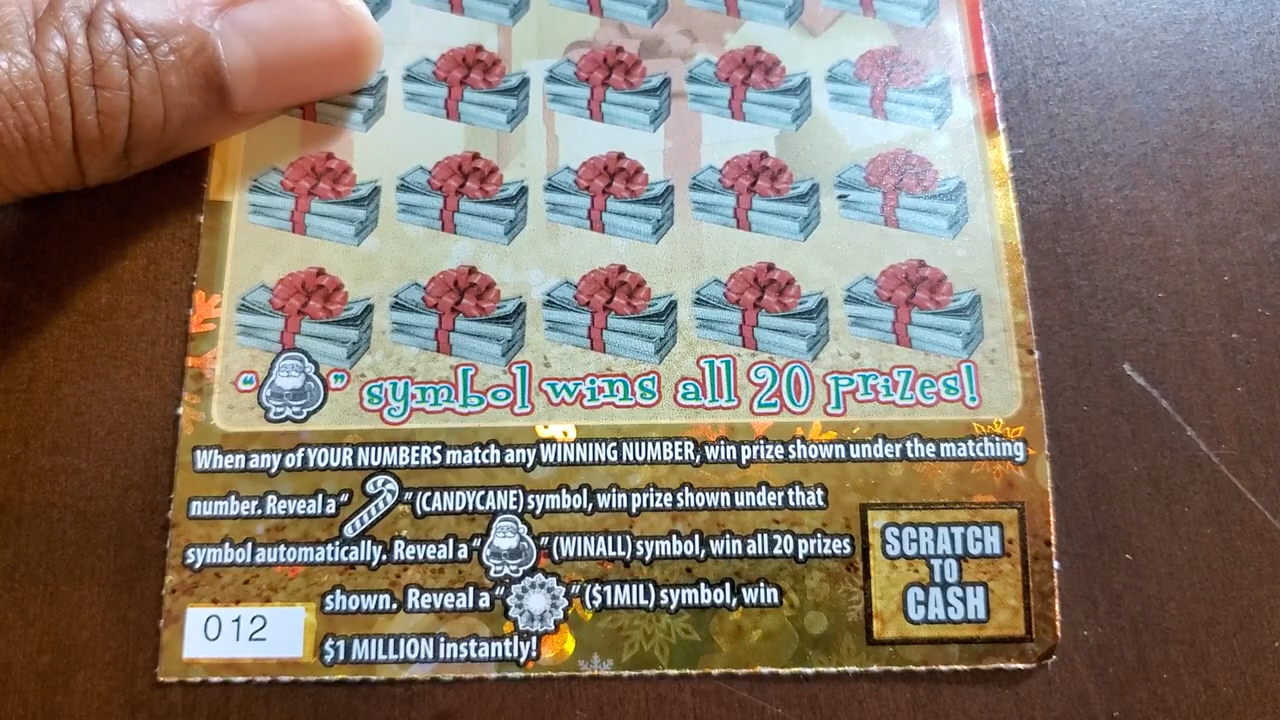 “ ” symbol wins all 20 prizes!
When any of YOUR NUMBERS match any WINNING NUMBER, win prize shown under the matching
number. Reveal a “ ” (CANDYCANE) symbol, win prize shown under that
symbol automatically. Reveal a “ ” (WINALL) symbol, win all 20 prizes
shown. Reveal a “ ” ($1MIL) symbol, win
$1 MILLION instantly!
012
SCRATCH
TO
CASH